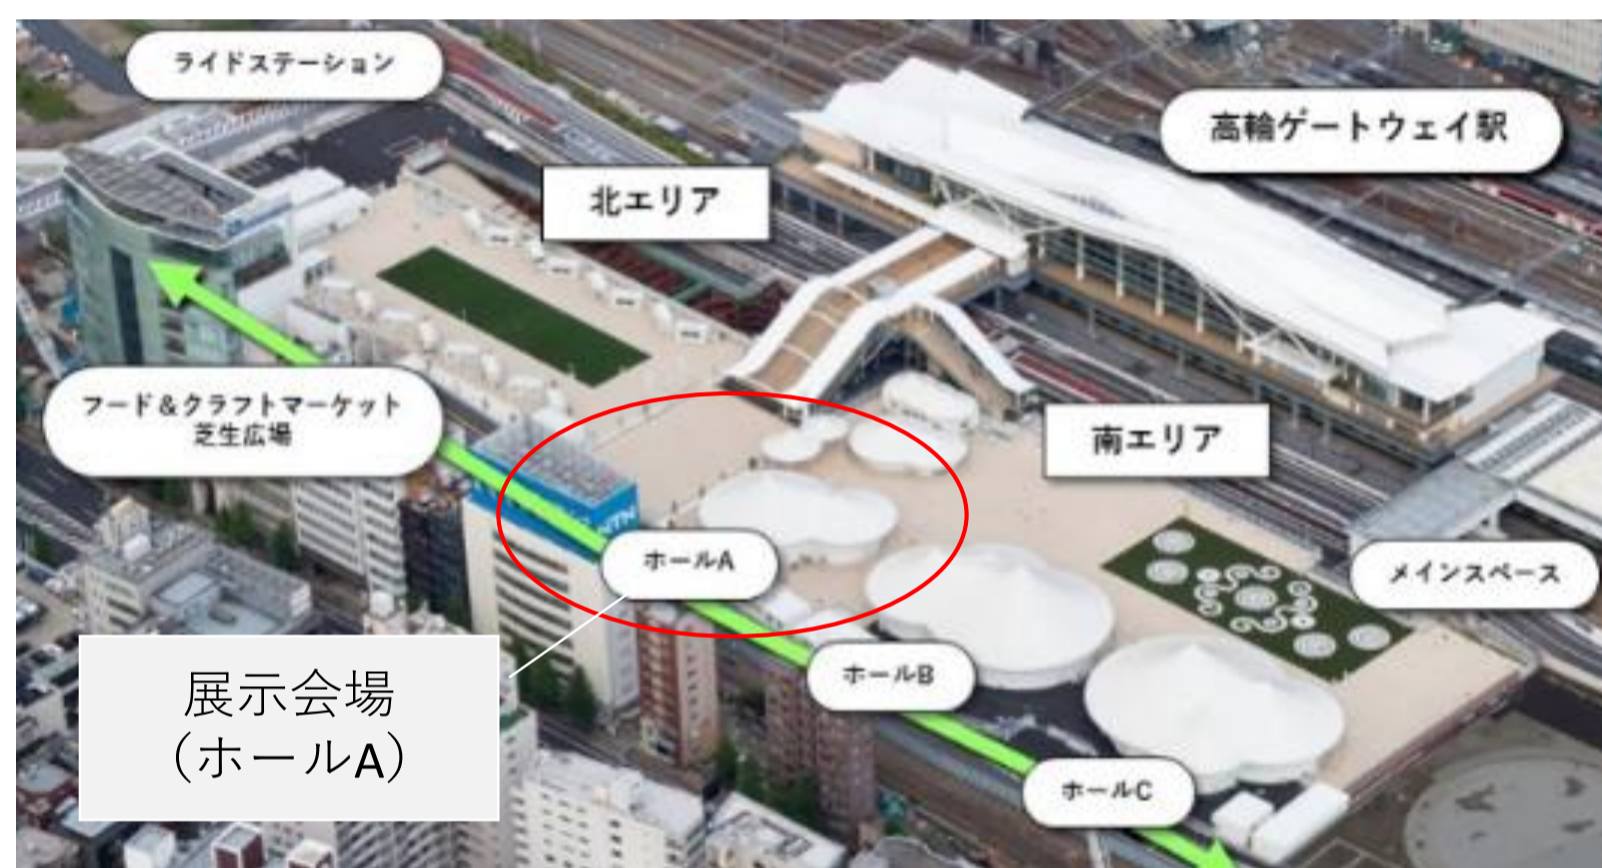 ライドステーション
高輪ゲートウェイ駅
北エリア
フード＆クラフトマーケット
芝生広場
南エリア
NTN
ホールA
メインスペース
ホールB
展示会場
（ホールA）
ホールC